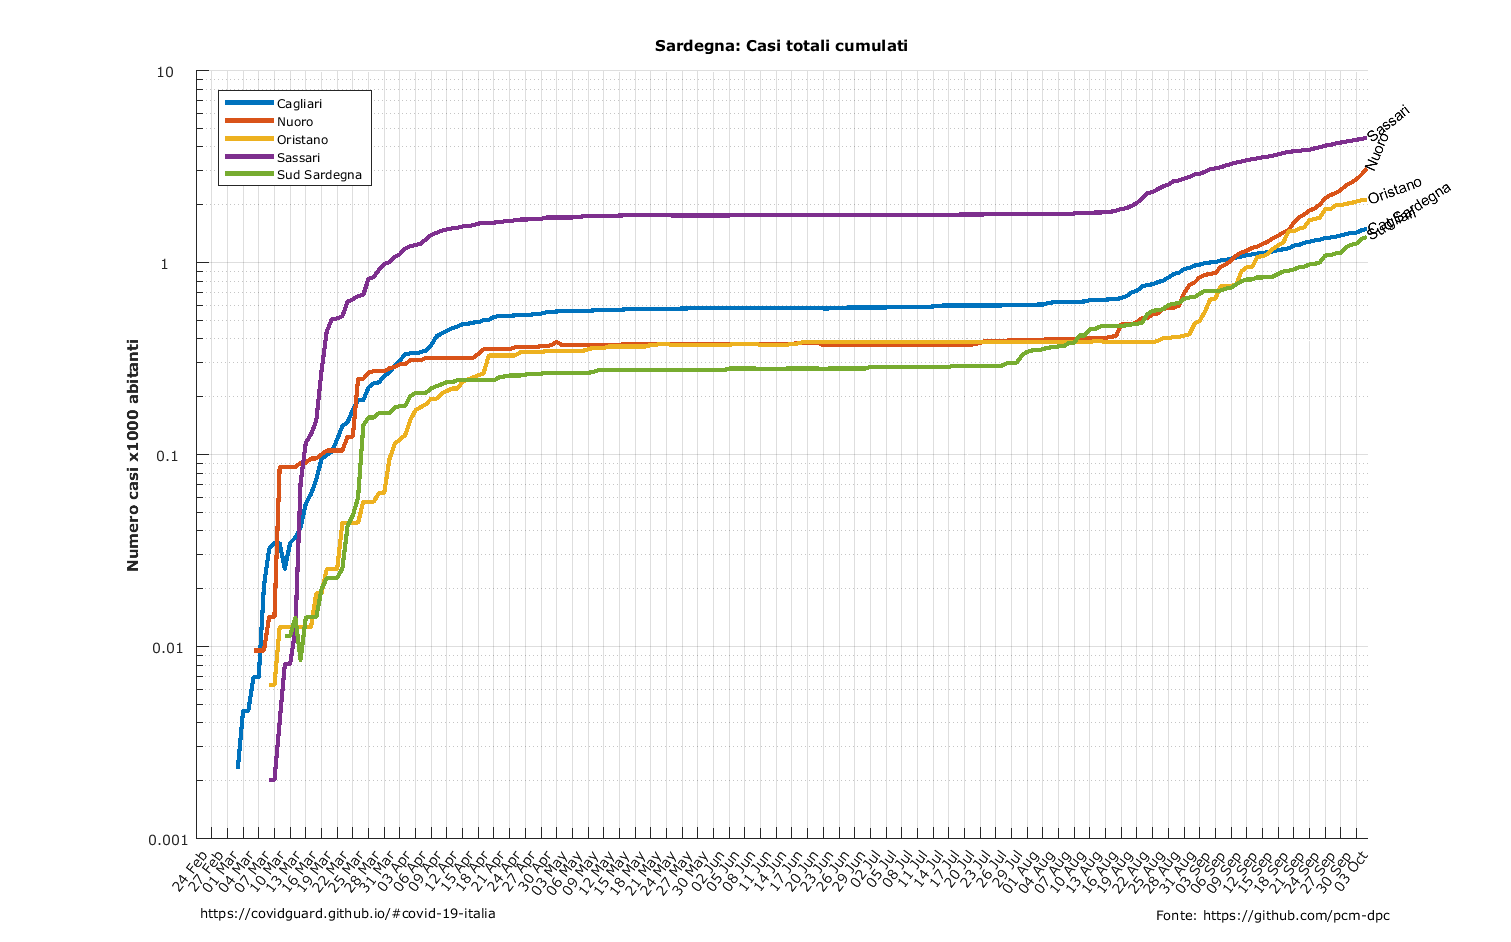 Sardegna: Casi totali cumulati
10
1
0.1
0.01
0.001
Numero casi x1000 abitanti
Cagliari
Nuoro
Oristano
Sassari
Sud Sardegna
Sassari
Nuoro
Oristano
Cagliari
Sud Sardegna
24 Feb
27 Feb
01 Mar
04 Mar
07 Mar
10 Mar
13 Mar
16 Mar
19 Mar
22 Mar
25 Mar
28 Mar
31 Mar
03 Apr
06 Apr
09 Apr
12 Apr
15 Apr
18 Apr
21 Apr
24 Apr
27 Apr
30 Apr
03 May
06 May
09 May
12 May
15 May
18 May
21 May
24 May
27 May
30 May
02 Jun
05 Jun
08 Jun
11 Jun
14 Jun
17 Jun
20 Jun
23 Jun
26 Jun
29 Jun
02 Jul
05 Jul
08 Jul
11 Jul
14 Jul
17 Jul
20 Jul
23 Jul
26 Jul
29 Jul
01 Aug
04 Aug
07 Aug
10 Aug
13 Aug
16 Aug
19 Aug
22 Aug
25 Aug
28 Aug
31 Aug
03 Sep
06 Sep
09 Sep
12 Sep
15 Sep
18 Sep
21 Sep
24 Sep
27 Sep
30 Sep
03 Oct
https://covidguard.github.io/#covid-19-italia
Fonte: https://github.com/pcm-dpc